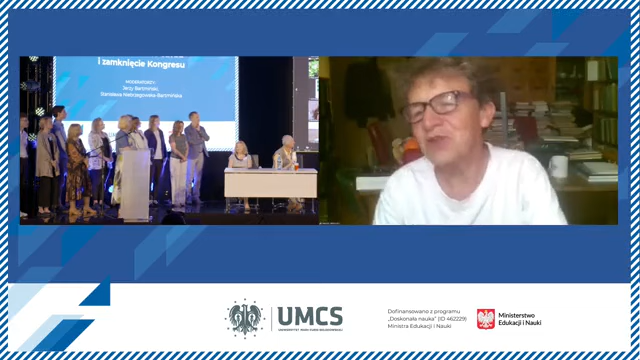 i zamknięcie Kongresu
MODERATORZY:
Jerzy Bartmiński,
Stanisława Niebrzegowska-Bartmińska
UMCS
UNIWERSYTET MARII CURIE-SKŁODOWSKIEJ
Dofinansowano z programu
„Doskonała nauka” (ID 462229)
Ministra Edukacji i Nauki
Ministerstwo
Edukacji i Nauki